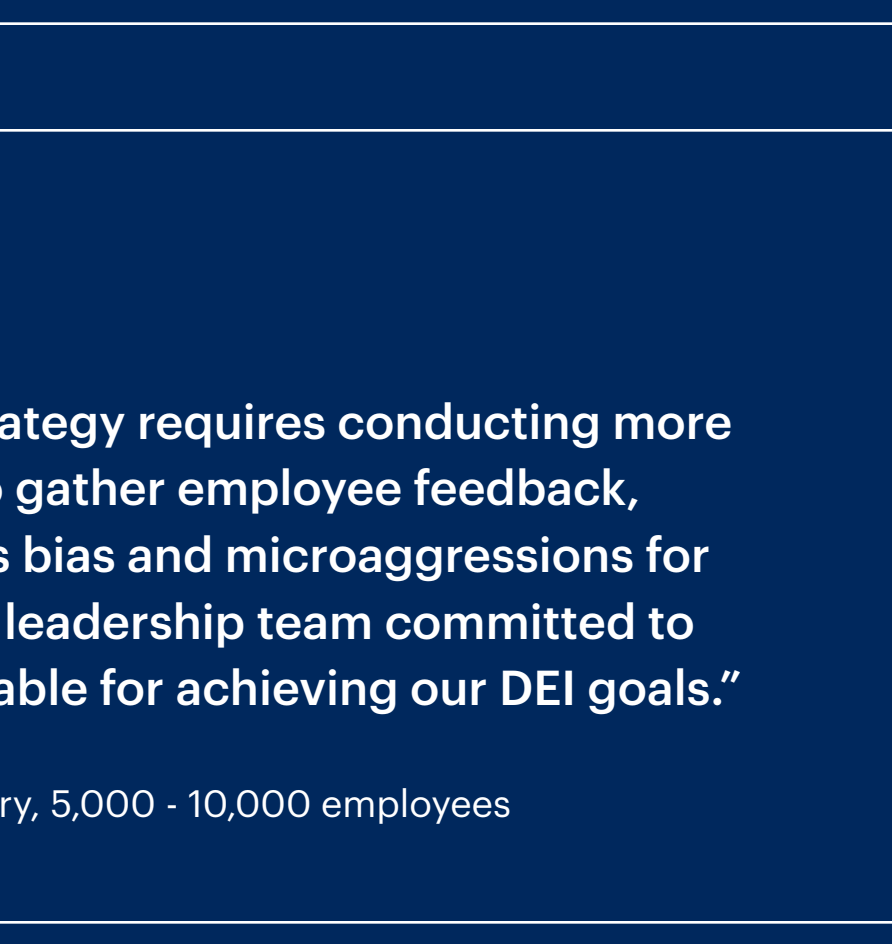 ategy requires conducting more
gather employee feedback,
s bias and microaggressions for
leadership team committed to
able for achieving our DEI goals.”
ry, 5,000 - 10,000 employees